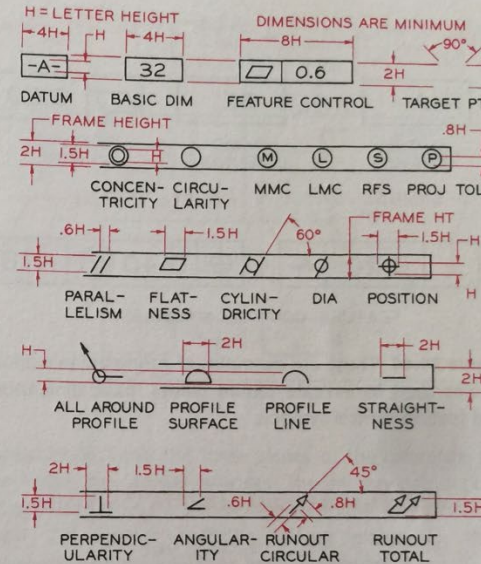 H = LETTER HEIGHT DIMENSIONS ARE MINIMUM
4H H 4H 8H 90°
-A- 32 0.6 2H
DATUM BASIC DIM FEATURE CONTROL TARGET PT
FRAME HEIGHT .8H
2H 1.5H H M L S P
CONCEN- CIRCU- MMC LMC RFS PROJ TOL
TRICITY LARITY
FRAME HT
.6H 1.5H 60° 1.5H H
1.5H
H
PARAL- FLAT- CYLIN- DIA POSITION
LELISM NESS DRICITY
2H 2H
H 2H
ALL AROUND PROFILE PROFILE STRAIGHT-
PROFILE SURFACE LINE NESS
2H 1.5H 45°
1.5H .6H .8H 1.5H
PERPENDIC- ANGULAR- RUNOUT RUNOUT
ULARITY ITY CIRCULAR TOTAL